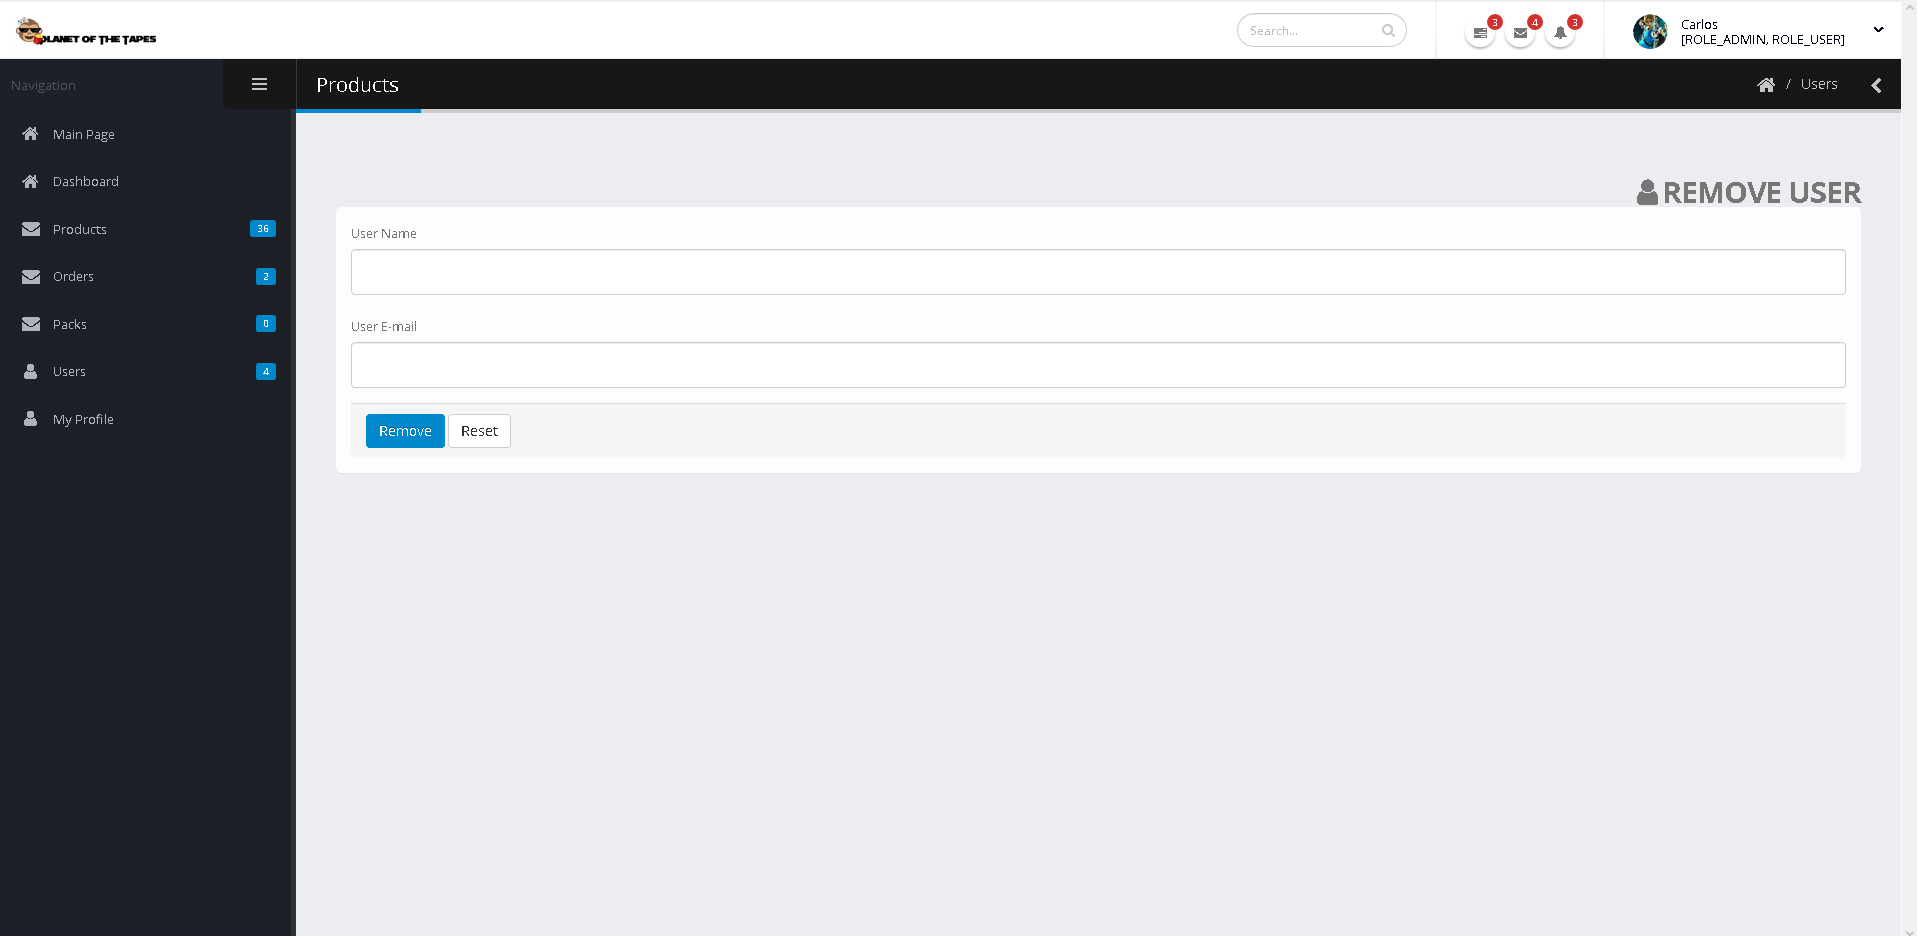 PLANET OF THE TAPES
Search...
3
4
3
Carlos
[ROLE_ADMIN, ROLE_USER]
Navigation
Products
/ Users
Main Page
Dashboard
Products 36
Orders 2
Packs 0
Users 4
My Profile
REMOVE USER
User Name
User E-mail
Remove
Reset